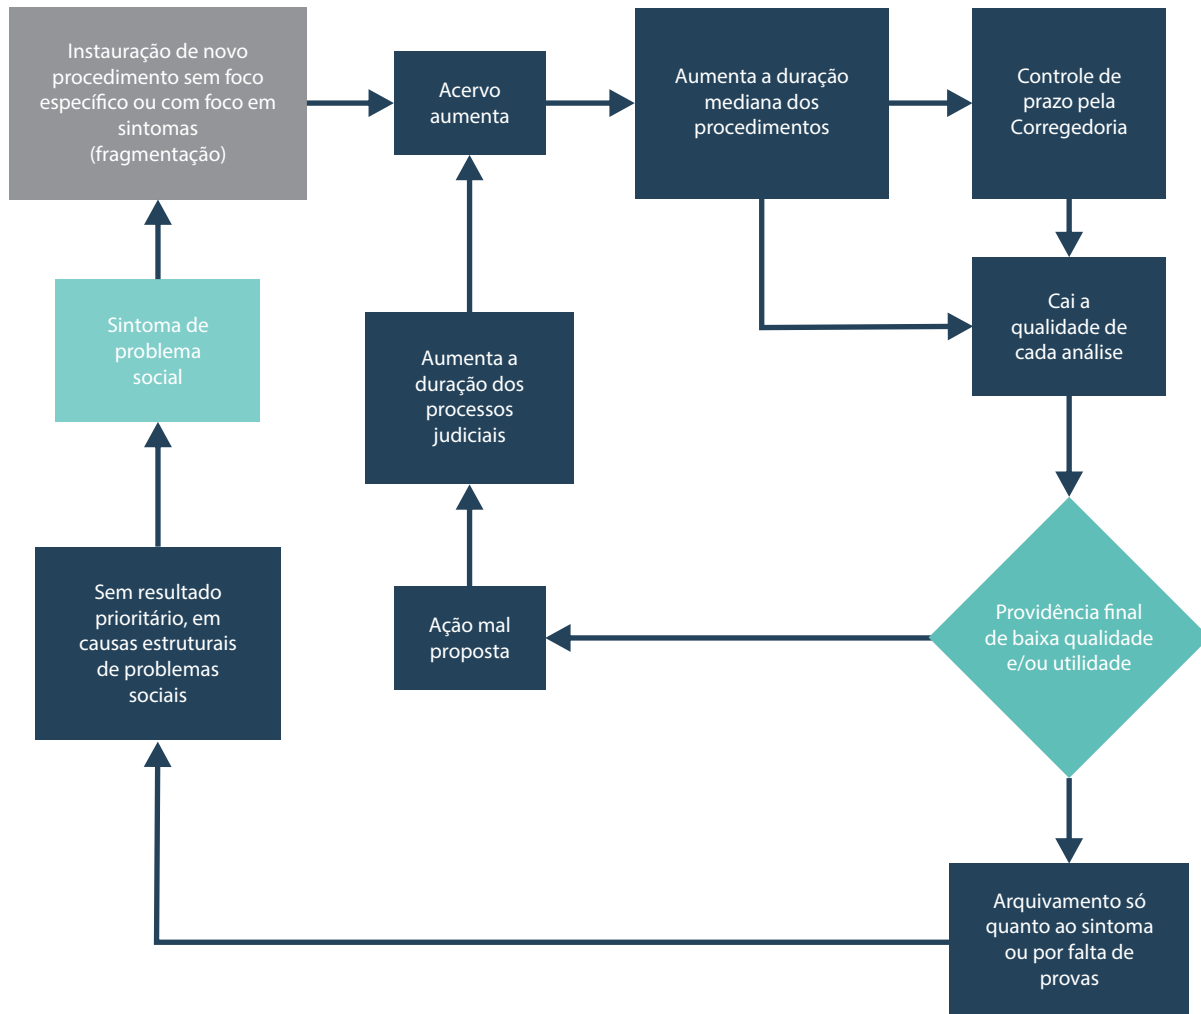 Instauração de novo
procedimento sem foco
específico ou com foco em
sintomas
(fragmentação)
Acervo
aumenta
Aumenta a duração
mediana dos
procedimentos
Controle de
prazo pela
Corregedoria
Cai a
qualidade de
cada análise
Sintoma de
problema
social
Aumenta a
duração dos
processos
judiciais
Sem resultado
prioritário, em
causas estruturais
de problemas
sociais
Ação mal
proposta
Providência final
de baixa qualidade
e/ou utilidade
Arquivamento só
quanto ao sintoma
ou por falta de
provas